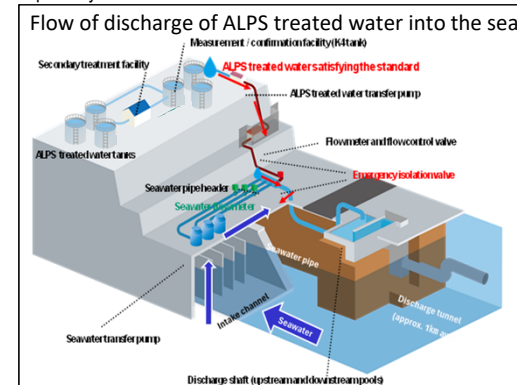 Flow of discharge of ALPS treated water into the sea
Measurement / confirmation facility(K4 tank)
Secondary treatment facility
ALPS treated water satisfying the standard
ALPS treated water transfer pump
Flowmeter and flow control valve
ALPS treated water tanks
Emergency isolation valve
Seawater pipe header
Seawater
Seawater pipe
Intake channel
Discharge tunnel
(approx. 1km
Seawater
Seawater transfer pump
Discharge shaft (upstream and downstream pools)